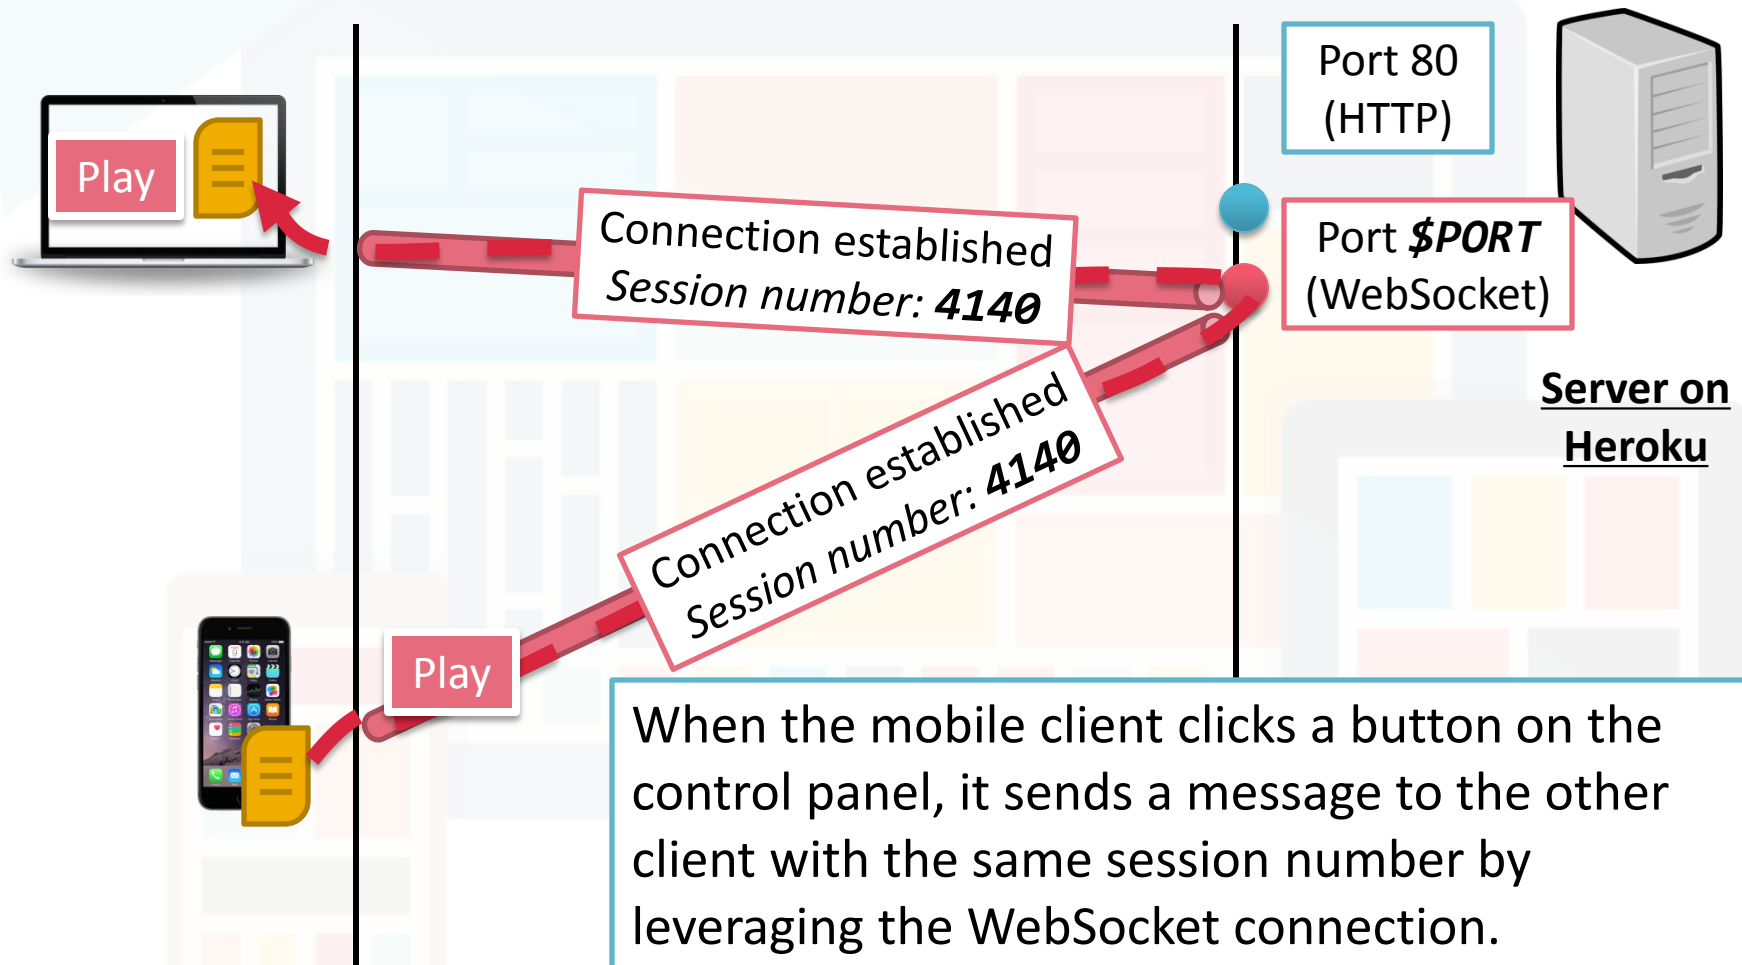 Port 80
(HTTP)
Play
Connection established
Session number: 4140
Port $PORT
(WebSocket)
Server on
Heroku
Connection established
Session number: 4140
Play
When the mobile client clicks a button on the
control panel, it sends a message to the other
client with the same session number by
leveraging the WebSocket connection.